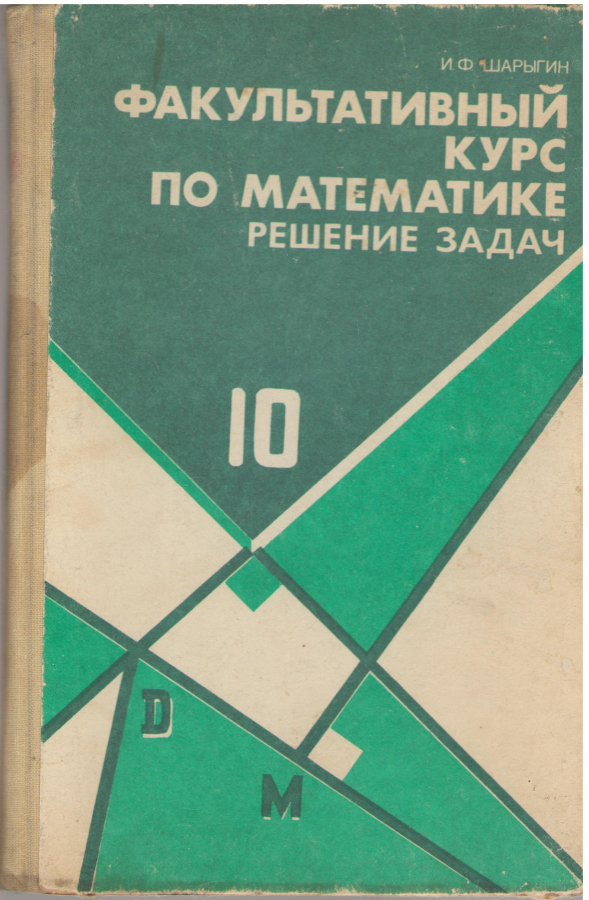 И. Ф. ШАРЫГИН
ФАКУЛЬТАТИВНЫЙ
КУРС
ПО МАТЕМАТИКЕ
РЕШЕНИЕ ЗАДАЧ
10
D
M